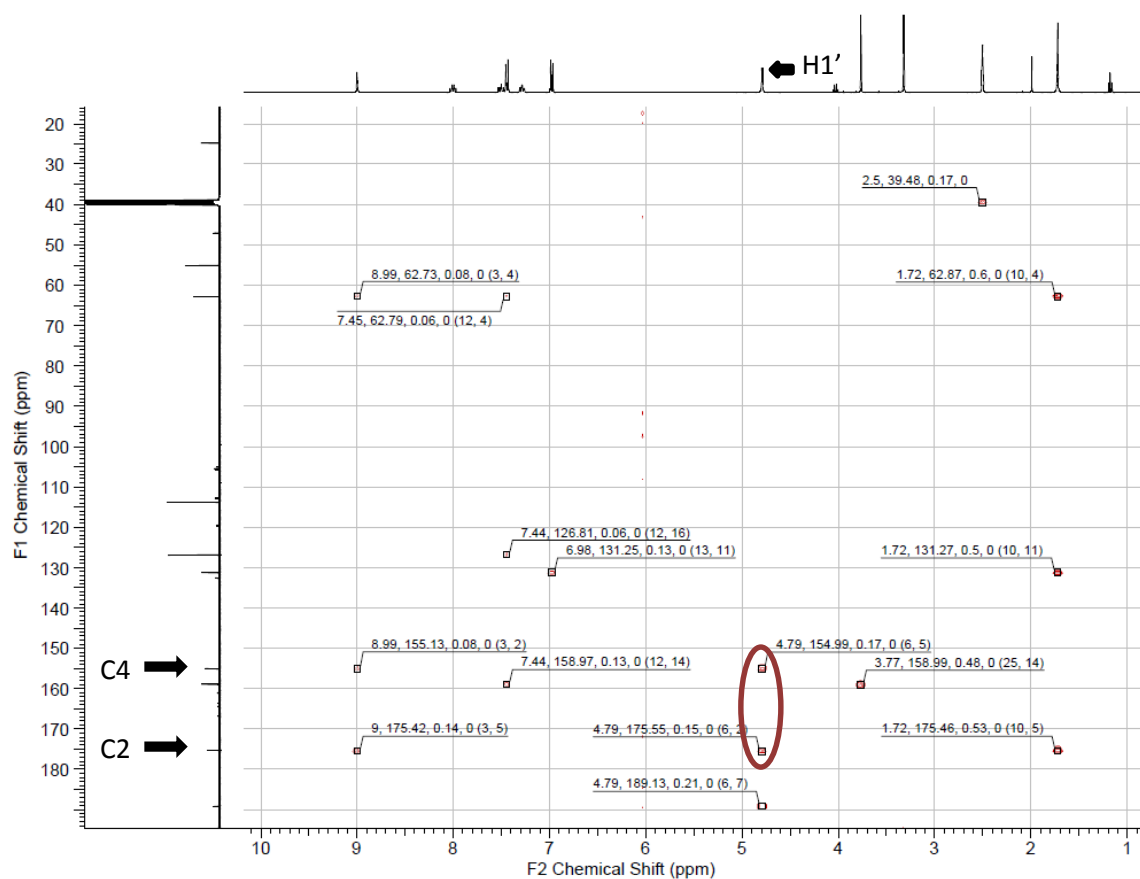 H1’
20
30
40
50
60
70
80
90
100
110
120
130
140
150
160
170
180
F1 Chemical Shift (ppm)
C4
C2
2.5, 39.48, 0.17, 0
8.99, 62.73, 0.08, 0 (3, 4)
1.72, 62.87, 0.6, 0 (10, 4)
7.45, 62.79, 0.06, 0 (12, 4)
7.44, 126.81, 0.06, 0 (12, 16)
6.98, 131.25, 0.13, 0 (13, 11)
1.72, 131.27, 0.5, 0 (10, 11)
8.99, 155.13, 0.08, 0 (3, 2)
4.79, 154.99, 0.17, 0 (6, 5)
7.44, 158.97, 0.13, 0 (12, 14)
3.77, 158.99, 0.48, 0 (25, 14)
9, 175.42, 0.14, 0 (3, 5)
4.79, 175.55, 0.15, 0 (6, 2)
1.72, 175.46, 0.53, 0 (10, 5)
4.79, 189.13, 0.21, 0 (6, 7)
10 9 8 7 6 5 4 3 2 1
F2 Chemical Shift (ppm)